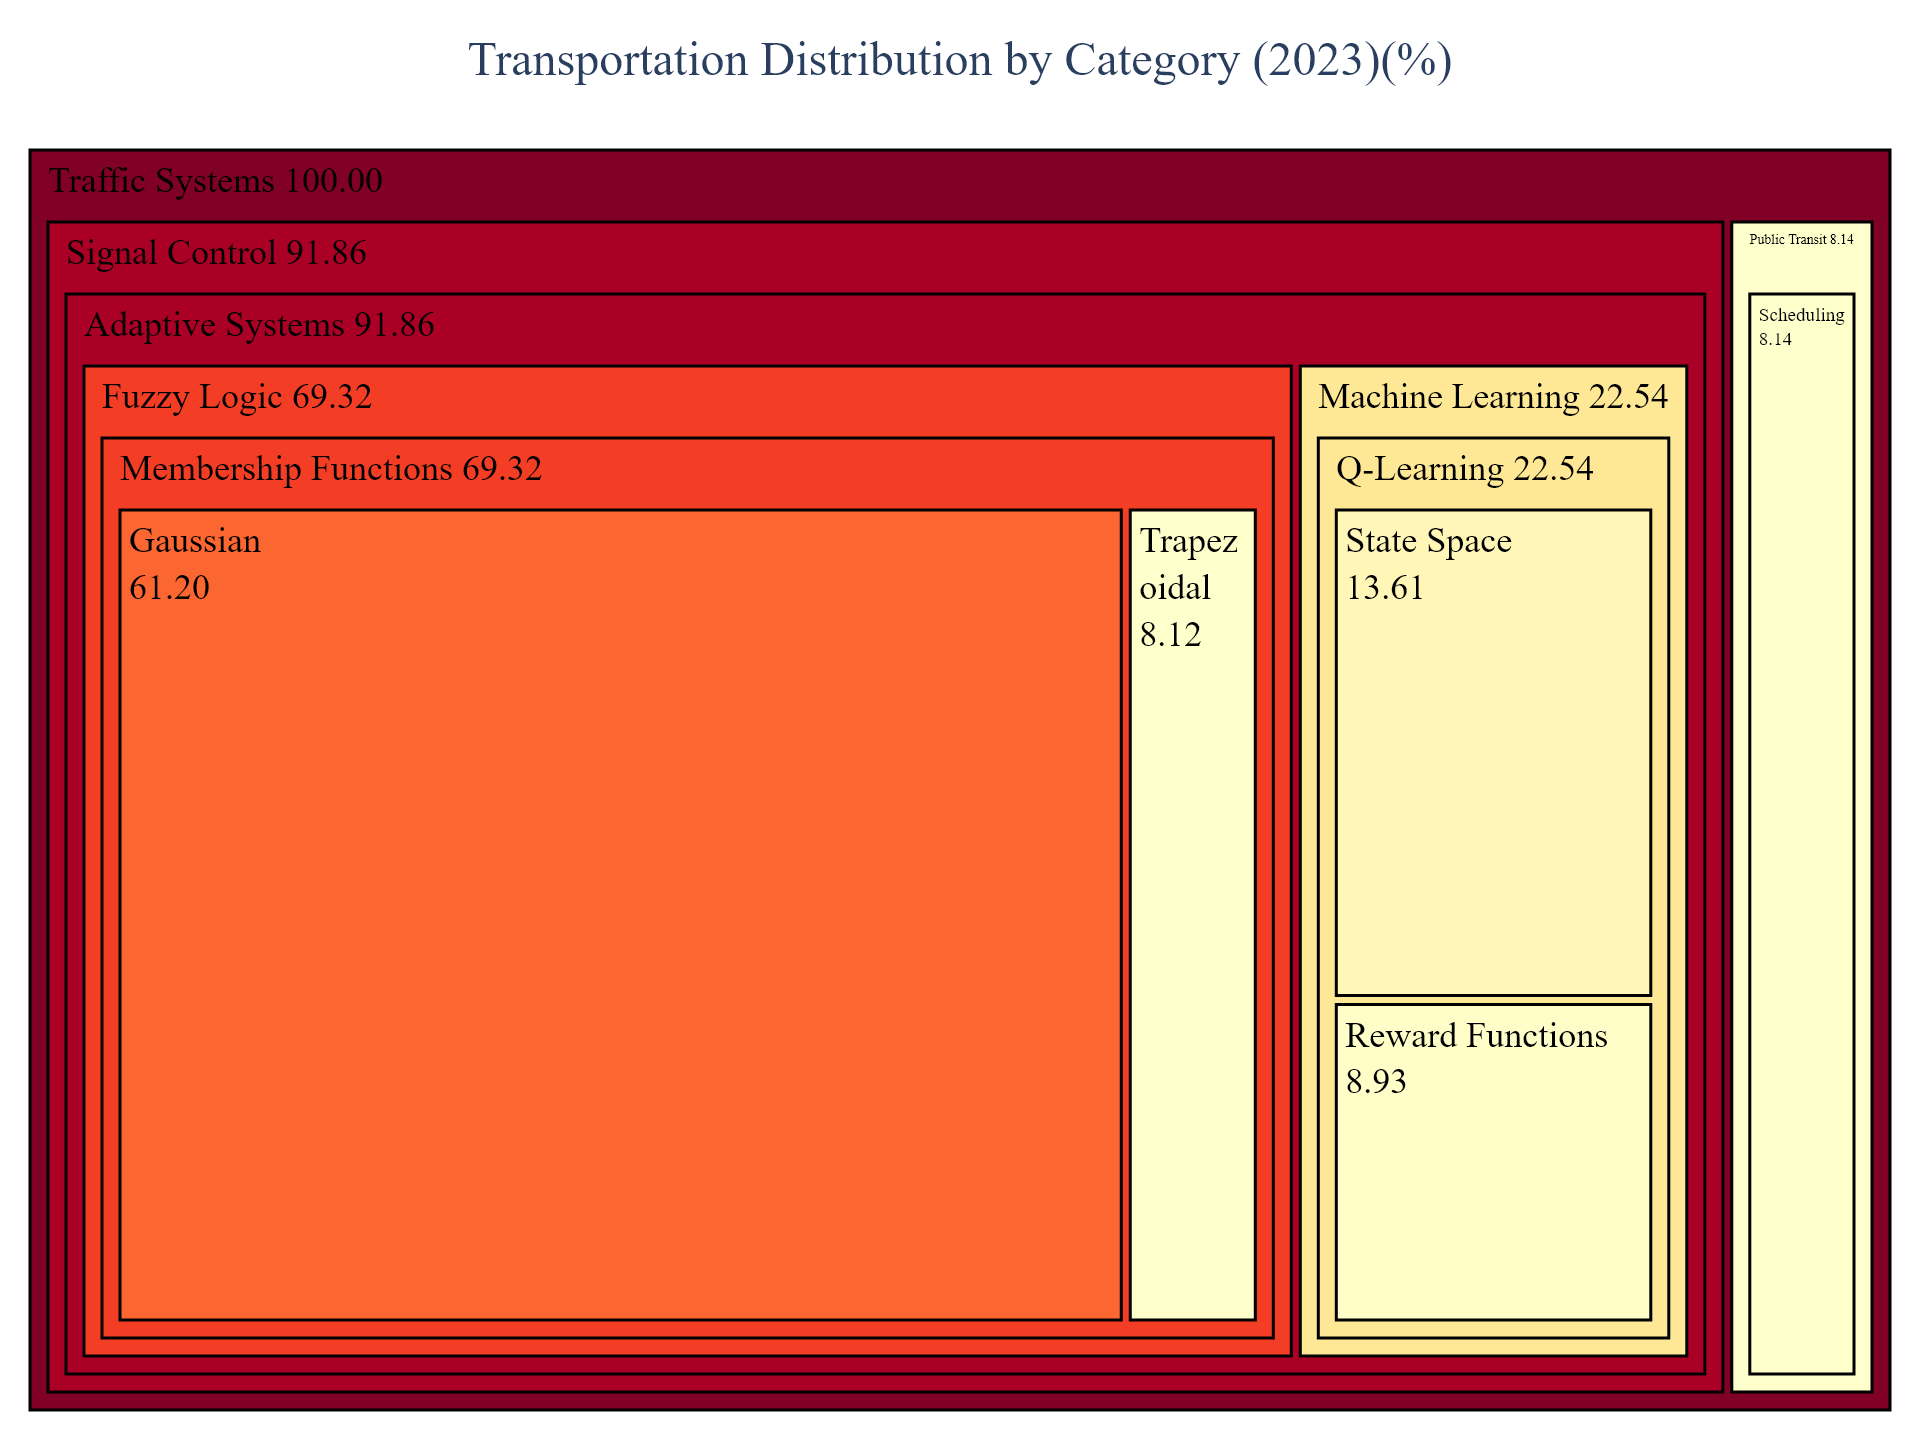 Transportation Distribution by Category (2023)(%)
Traffic Systems 100.00
Signal Control 91.86
Public Transit 8.14
Adaptive Systems 91.86
Scheduling
8.14
Fuzzy Logic 69.32
Machine Learning 22.54
Membership Functions 69.32
Q-Learning 22.54
Gaussian
61.20
Trapez
oidal
8.12
State Space
13.61
Reward Functions
8.93